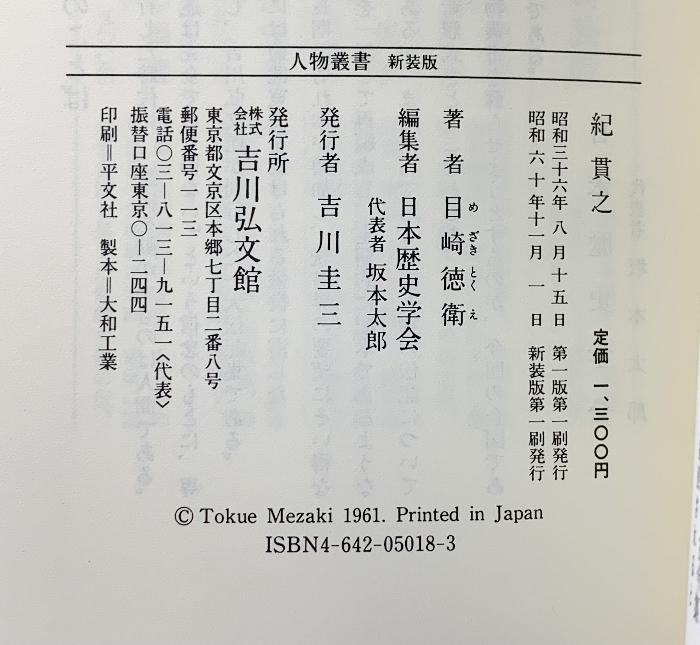 人物叢書 新装版
紀貫之
定価 一、三〇〇円
昭和三十六年八月十五日 第一版第一刷発行
昭和六十年十一月一日 新装版第一刷発行
著者 目崎徳衛
めざきとくえ
編集者 日本歴史学会
代表者 坂本太郎
発行者 吉川圭三
発行所
株式会社 吉川弘文館
東京都文京区本郷七丁目二番八号
郵便番号一一三
電話〇三―八一三―九一五一〈代表〉
振替口座東京〇―二四四
印刷=平文社 製本=大和工業
© Tokue Mezaki 1961. Printed in Japan
ISBN4-642-05018-3